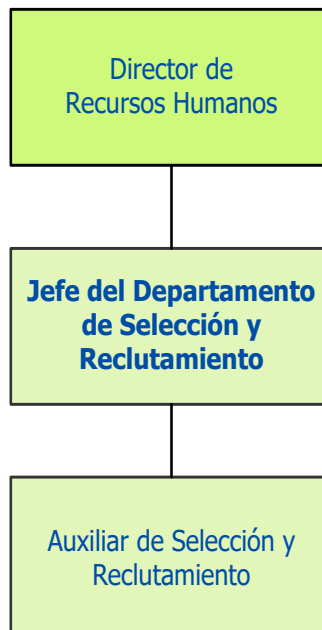 Director de
Recursos Humanos
Jefe del Departamento
de Selección y
Reclutamiento
Auxiliar de Selección y
Reclutamiento